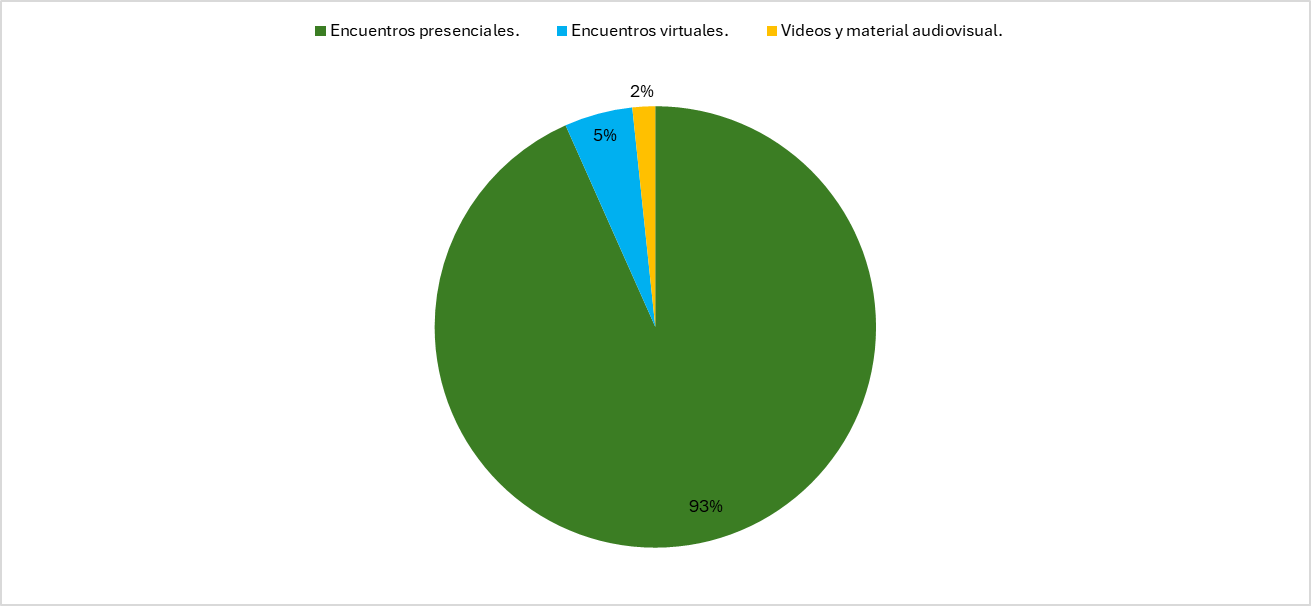 Encuentros presenciales. Encuentros virtuales. Videos y material audiovisual.
2%
5%
93%